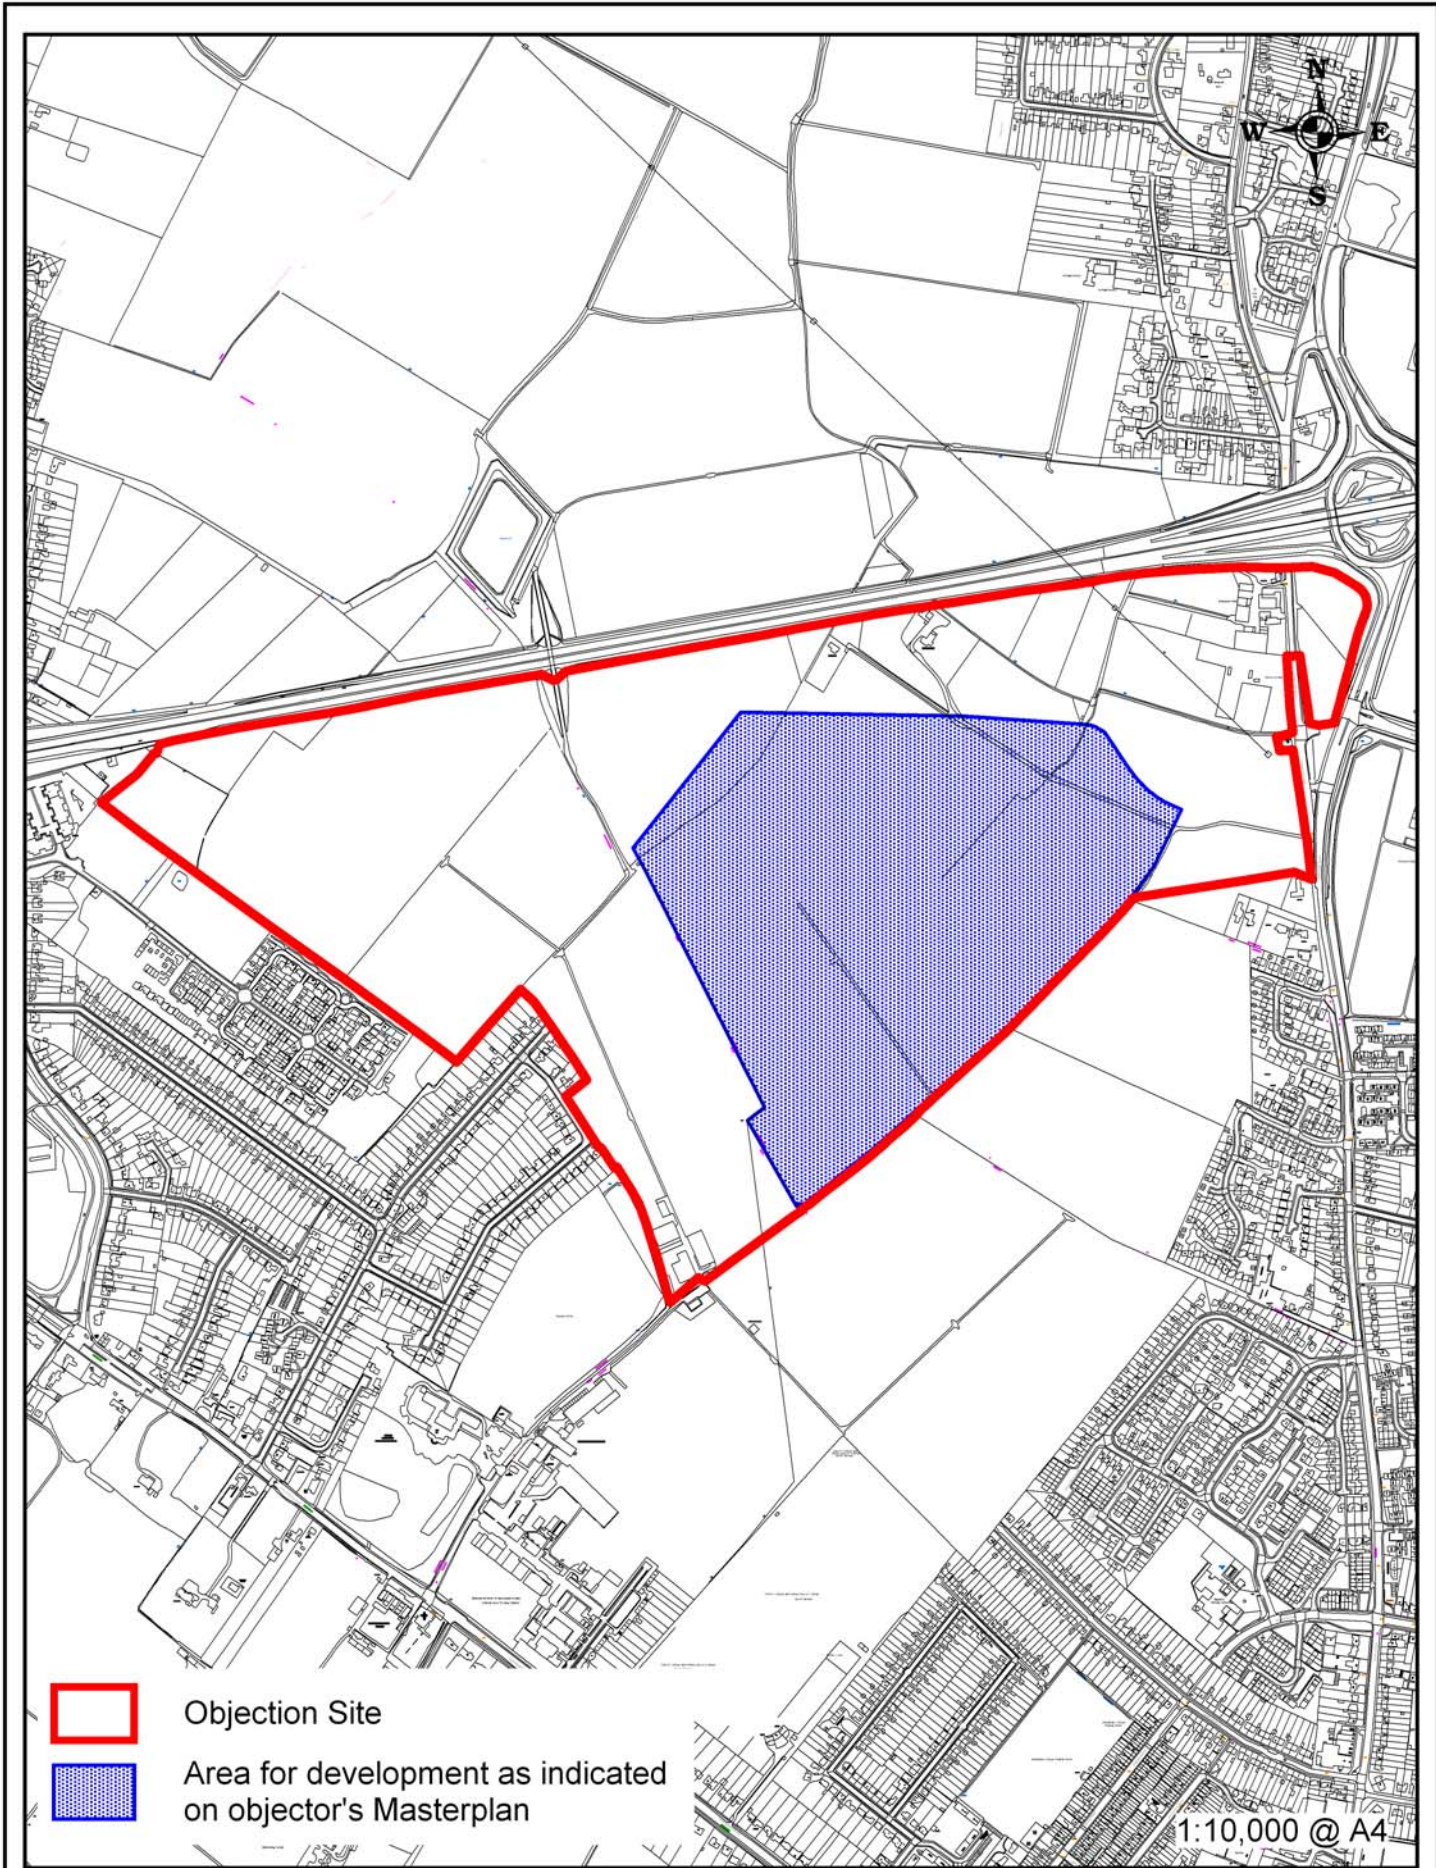 N
W E
S
Objection Site
Area for development as indicated
on objector's Masterplan
1:10,000 @ A4